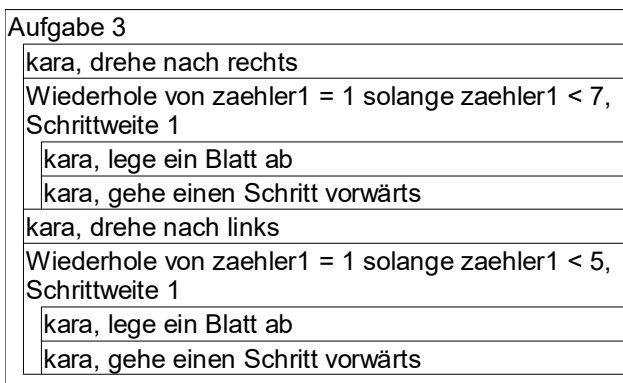 Aufgabe 3
kara, drehe nach rechts
Wiederhole von zaehler1 = 1 solange zaehler1 < 7,
Schrittweite 1
kara, lege ein Blatt ab
kara, gehe einen Schritt vorwärts
kara, drehe nach links
Wiederhole von zaehler1 = 1 solange zaehler1 < 5,
Schrittweite 1
kara, lege ein Blatt ab
kara, gehe einen Schritt vorwärts